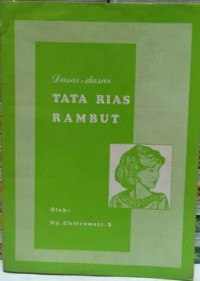 Dasar-dasar
TATA RIAS
RAMBUT
Oleh:
Ny. Chitrowati. S